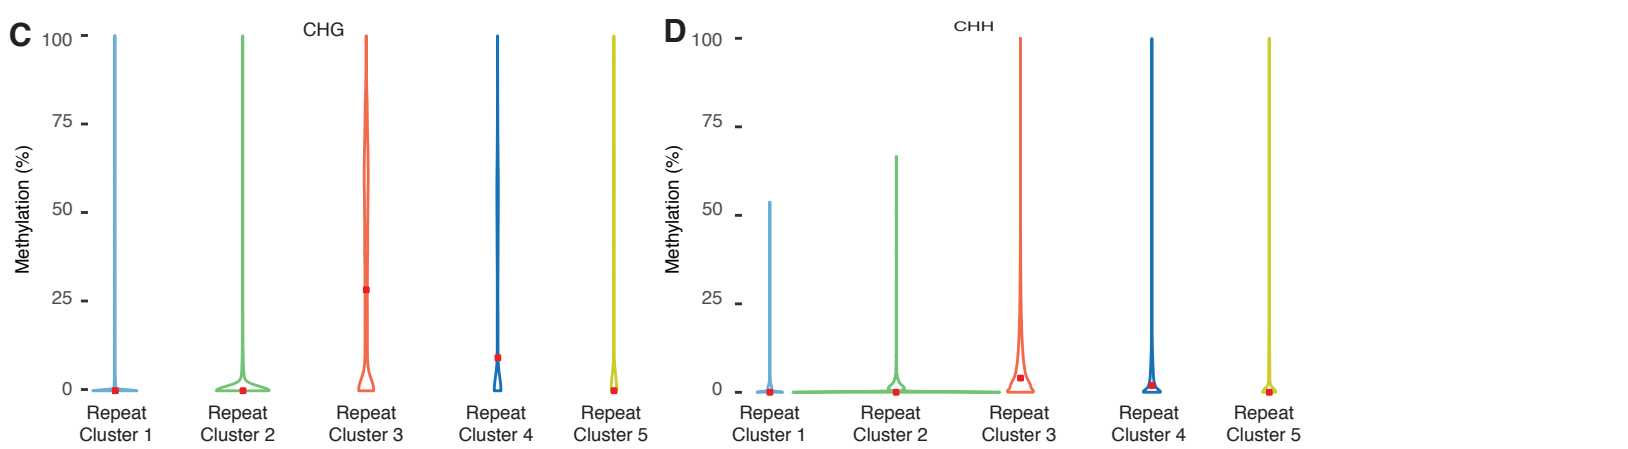 C
CHG
100
75
50
25
0
Methylation (%)
Repeat Cluster 1
Repeat Cluster 2
Repeat Cluster 3
Repeat Cluster 4
Repeat Cluster 5
D
CHH
100
75
50
25
0
Methylation (%)
Repeat Cluster 1
Repeat Cluster 2
Repeat Cluster 3
Repeat Cluster 4
Repeat Cluster 5